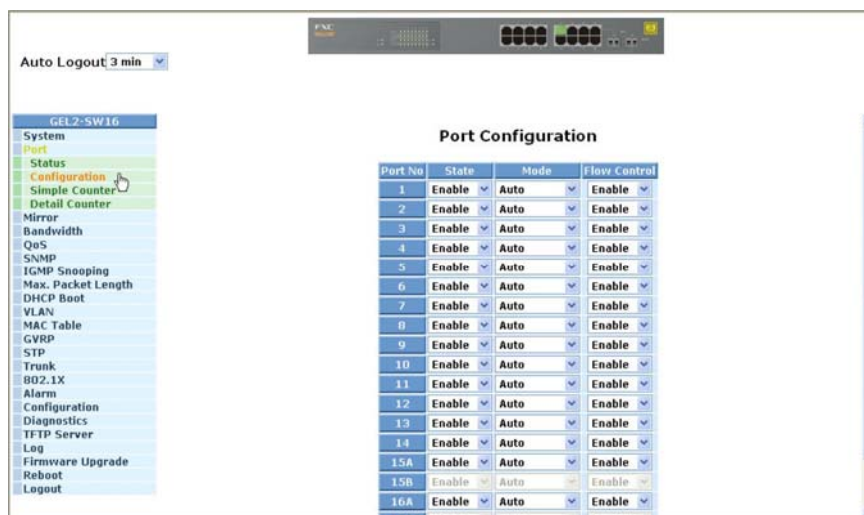 FXC
Auto Logout 3 min
GEL2-SW16
System
Port
Status
Configuration
Simple Counter
Detail Counter
Mirror
Bandwidth
QoS
SNMP
IGMP Snooping
Max. Packet Length
DHCP Boot
VLAN
MAC Table
GVRP
STP
Trunk
802.1X
Alarm
Configuration
Diagnostics
TFTP Server
Log
Firmware Upgrade
Reboot
Logout
Port Configuration
Port No State Mode Flow Control
1 Enable Auto Enable
2 Enable Auto Enable
3 Enable Auto Enable
4 Enable Auto Enable
5 Enable Auto Enable
6 Enable Auto Enable
7 Enable Auto Enable
8 Enable Auto Enable
9 Enable Auto Enable
10 Enable Auto Enable
11 Enable Auto Enable
12 Enable Auto Enable
13 Enable Auto Enable
14 Enable Auto Enable
15A Enable Auto Enable
15B Enable Auto Enable
16A Enable Auto Enable